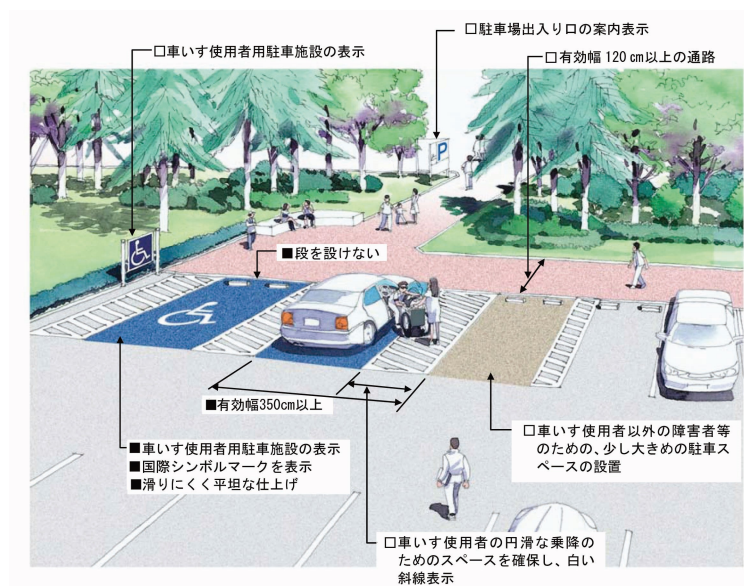 □駐車場出入り口の案内表示
□車いす使用者用駐車施設の表示
□有効幅 120 ㎝以上の通路
P
■段を設けない
■有効幅350cm以上
■車いす使用者用駐車施設の表示
■国際シンボルマークを表示
■滑りにくく平坦な仕上げ
□車いす使用者以外の障害者等
のための、少し大きめの駐車ス
ペースの設置
□車いす使用者の円滑な乗降の
ためのスペースを確保し、白い
斜線表示